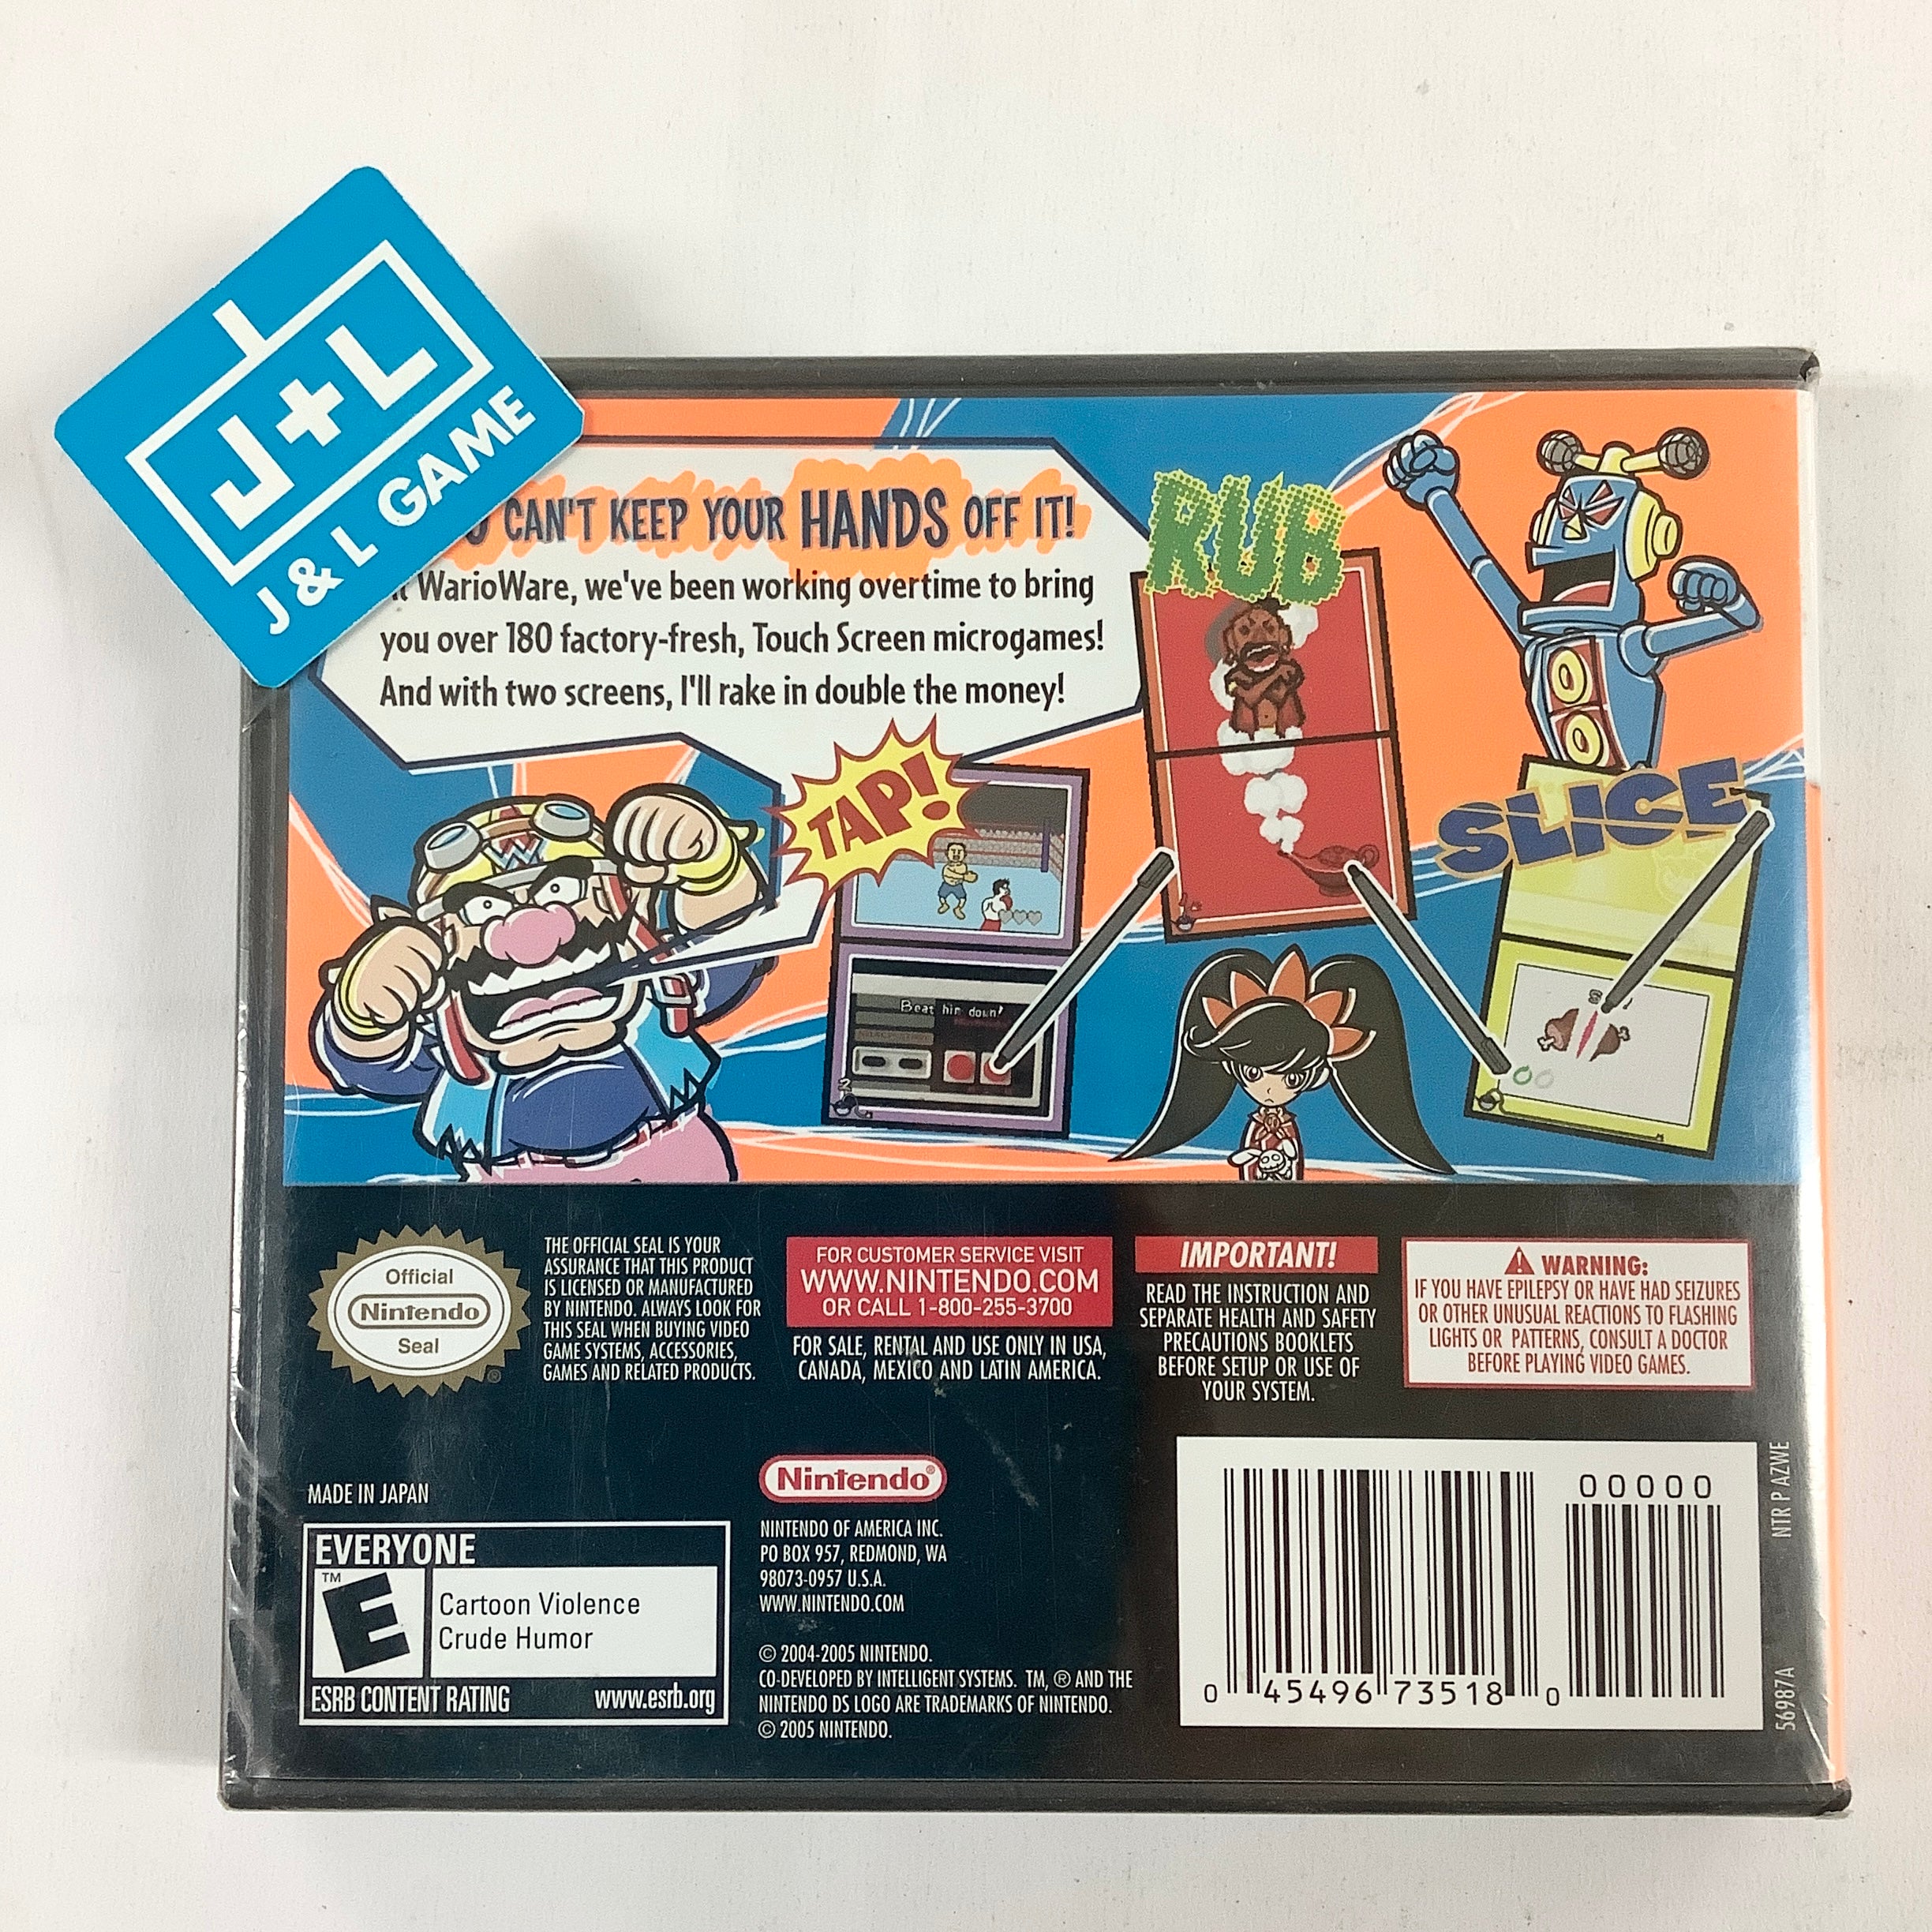 J+L
J & L GAME
CAN'T KEEP YOUR HANDS OFF IT!
WarioWare, we've been working overtime to bring
you over 180 factory-fresh, Touch Screen microgames!
And with two screens, I'll rake in double the money!
RUB
TAP!
SLICE
W
Beat him down!
2
Official
Nintendo
Seal
®
THE OFFICIAL SEAL IS YOUR
ASSURANCE THAT THIS PRODUCT
IS LICENSED OR MANUFACTURED
BY NINTENDO. ALWAYS LOOK FOR
THIS SEAL WHEN BUYING VIDEO
GAME SYSTEMS, ACCESSORIES,
GAMES AND RELATED PRODUCTS.
FOR CUSTOMER SERVICE VISIT
WWW.NINTENDO.COM
OR CALL 1-800-255-3700
FOR SALE, RENTAL AND USE ONLY IN USA,
CANADA, MEXICO AND LATIN AMERICA.
IMPORTANT!
READ THE INSTRUCTION AND
SEPARATE HEALTH AND SAFETY
PRECAUTIONS BOOKLETS
BEFORE SETUP OR USE OF
YOUR SYSTEM.
WARNING:
IF YOU HAVE EPILEPSY OR HAVE HAD SEIZURES
OR OTHER UNUSUAL REACTIONS TO FLASHING
LIGHTS OR PATTERNS, CONSULT A DOCTOR
BEFORE PLAYING VIDEO GAMES.
MADE IN JAPAN
EVERYONE
TM
E
Cartoon Violence
Crude Humor
ESRB CONTENT RATING www.esrb.org
Nintendo®
NINTENDO OF AMERICA INC.
PO BOX 957, REDMOND, WA
98073-0957 U.S.A.
WWW.NINTENDO.COM
© 2004-2005 NINTENDO.
CO-DEVELOPED BY INTELLIGENT SYSTEMS. TM, ® AND THE
NINTENDO DS LOGO ARE TRADEMARKS OF NINTENDO.
© 2005 NINTENDO.
00000
0 45496 73518 0
NTR P AZWE
56987A